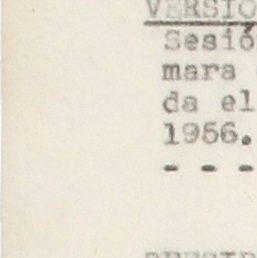 VERSIO
Sesió
mara
da el
1956.
- - -